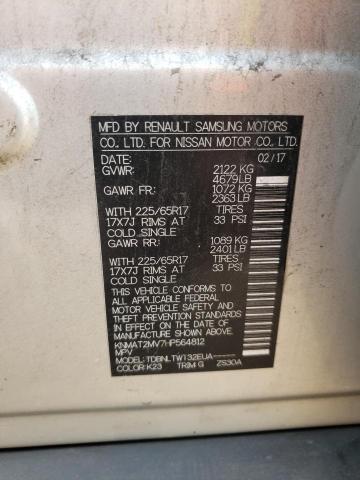 MFD BY RENAULT SAMSUNG MOTORS
CO., LTD. FOR NISSAN MOTOR CO., LTD.
DATE: 02/17
GVWR: 2122 KG
4679LB
GAWR FR: 1072 KG
2363LB
WITH 225/65R17 TIRES
17X7J RIMS AT 33 PSI
COLD SINGLE
GAWR RR: 1089 KG
2401LB
WITH 225/65R17 TIRES
17X7J RIMS AT 33 PSI
COLD SINGLE
THIS VEHICLE CONFORMS TO
ALL APPLICABLE FEDERAL
MOTOR VEHICLE SAFETY AND
THEFT PREVENTION STANDARDS
IN EFFECT ON THE DATE OF
MANUFACTURE SHOWN ABOVE.
KNMAT2MV7HP564812
MPV
MODEL: TDBNLTW132EUA-----
COLOR: K23 TRIM: G ZS30A